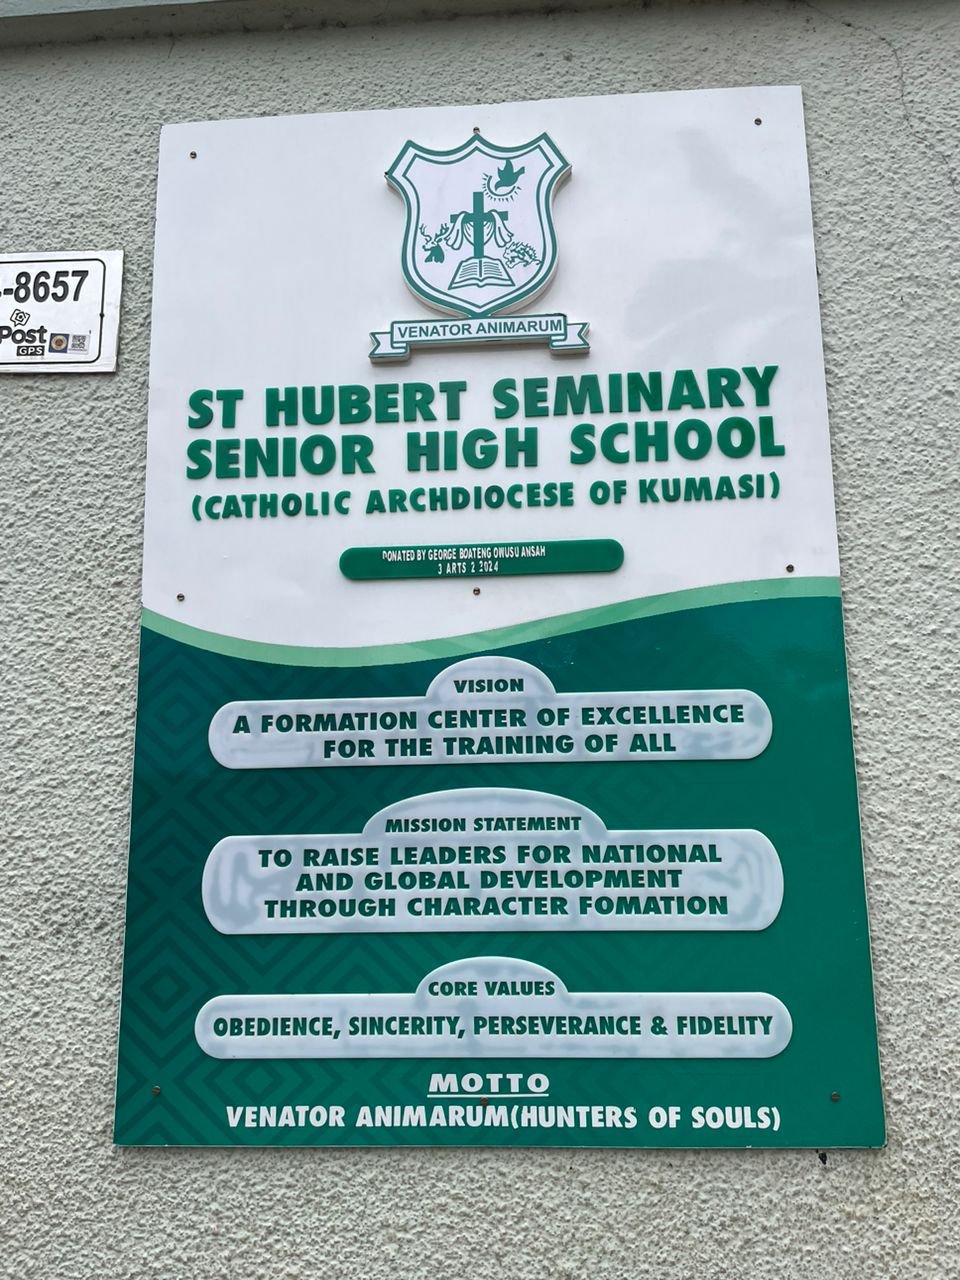 -8657
Post
GPS
VENATOR ANIMARUM
ST HUBERT SEMINARY
SENIOR HIGH SCHOOL
(CATHOLIC ARCHDIOCESE OF KUMASI)
DONATED BY GEORGE BOATENG OWUSU ANSAH
3 ARTS 2 2024
VISION
A FORMATION CENTER OF EXCELLENCE
FOR THE TRAINING OF ALL
MISSION STATEMENT
TO RAISE LEADERS FOR NATIONAL
AND GLOBAL DEVELOPMENT
THROUGH CHARACTER FOMATION
CORE VALUES
OBEDIENCE, SINCERITY, PERSEVERANCE & FIDELITY
MOTTO
VENATOR ANIMARUM(HUNTERS OF SOULS)